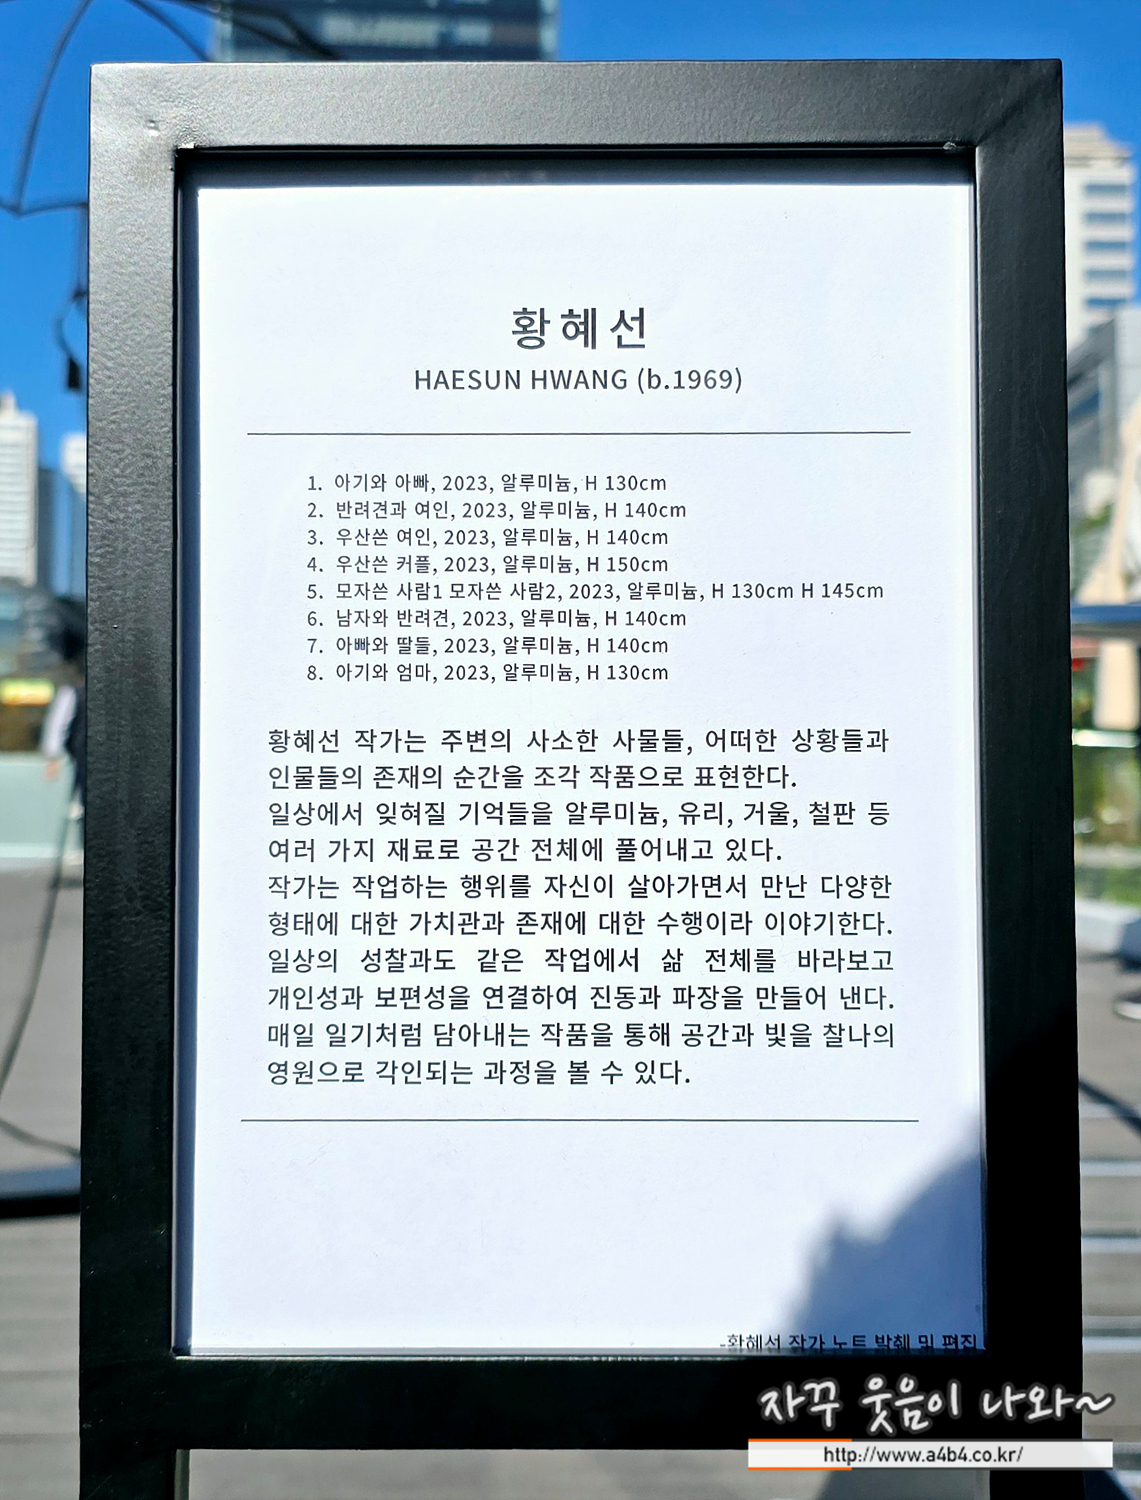 황혜선
HAESUN HWANG (b.1969)
1. 아기와 아빠, 2023, 알루미늄, H 130cm
2. 반려견과 여인, 2023, 알루미늄, H 140cm
3. 우산쓴 여인, 2023, 알루미늄, H 140cm
4. 우산쓴 커플, 2023, 알루미늄, H 150cm
5. 모자쓴 사람1 모자쓴 사람2, 2023, 알루미늄, H 130cm H 145cm
6. 남자와 반려견, 2023, 알루미늄, H 140cm
7. 아빠와 딸들, 2023, 알루미늄, H 140cm
8. 아기와 엄마, 2023, 알루미늄, H 130cm
황혜선 작가는 주변의 사소한 사물들, 어떠한 상황들과
인물들의 존재의 순간을 조각 작품으로 표현한다.
일상에서 잊혀질 기억들을 알루미늄, 유리, 거울, 철판 등
여러 가지 재료로 공간 전체에 풀어내고 있다.
작가는 작업하는 행위를 자신이 살아가면서 만난 다양한
형태에 대한 가치관과 존재에 대한 수행이라 이야기한다.
일상의 성찰과도 같은 작업에서 삶 전체를 바라보고
개인성과 보편성을 연결하여 진동과 파장을 만들어 낸다.
매일 일기처럼 담아내는 작품을 통해 공간과 빛을 찰나의
영원으로 각인되는 과정을 볼 수 있다.
-황혜선 작가 노트 발췌 및 편집
자꾸 웃음이 나와~
http://www.a4b4.co.kr/